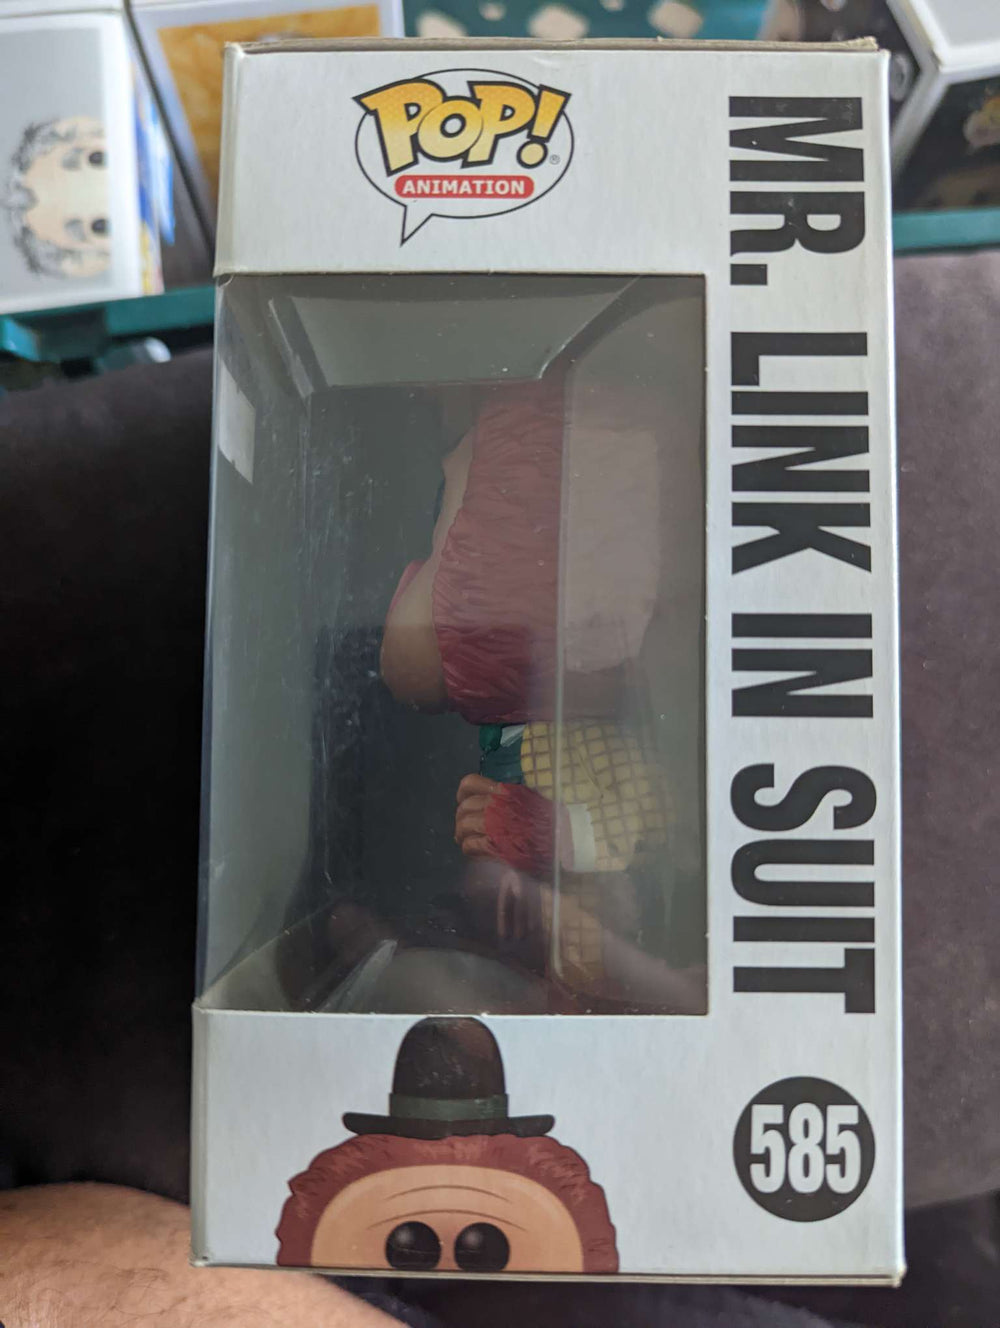 POP!®
ANIMATION
MR. LINK IN SUIT
585